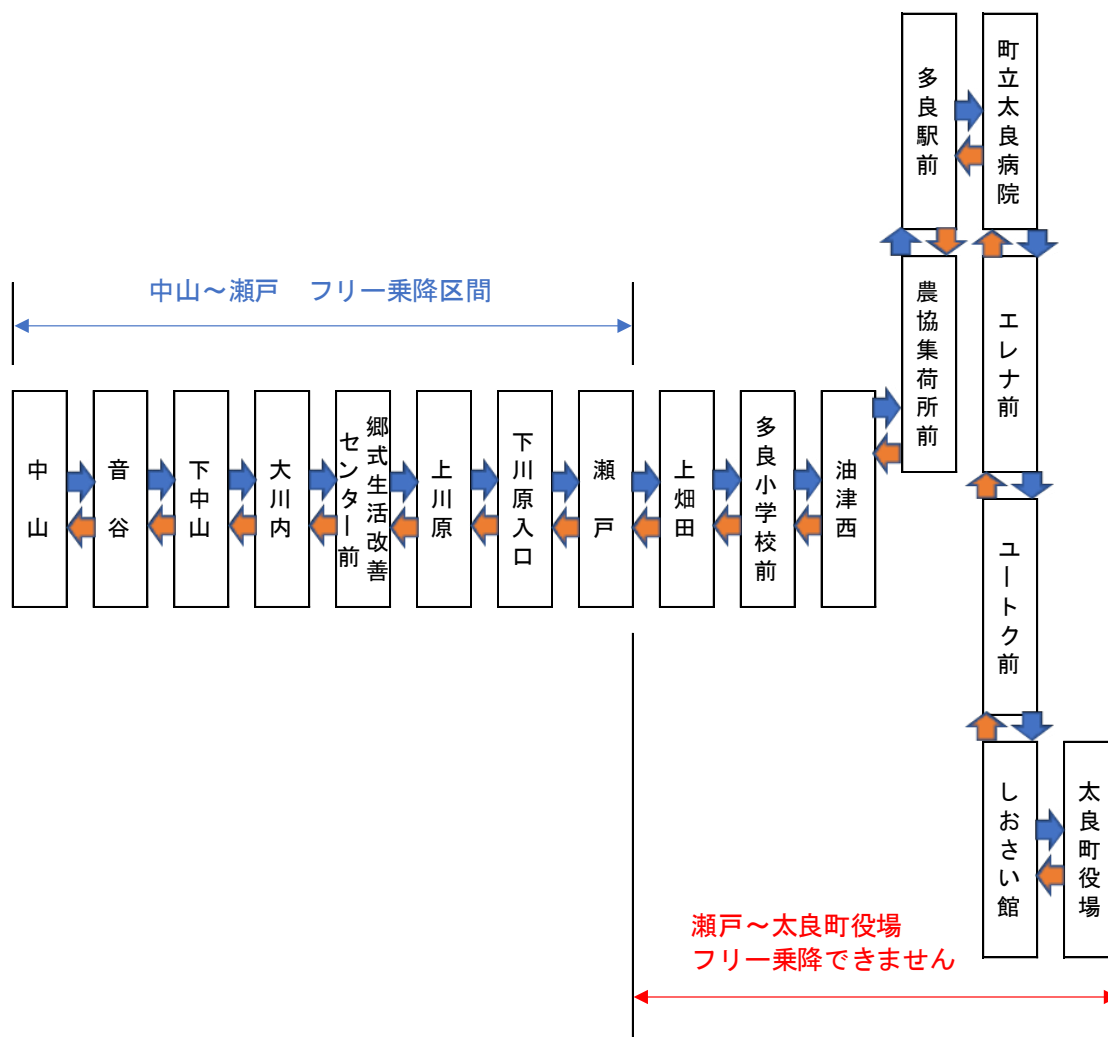 中山～瀬戸　フリー乗降区間
中山
音谷
下中山
大川内
郷式生活改善
センター前
上川原
下川原入口
瀬戸
上畑田
多良小学校前
油津西
農協集荷所前
多良駅前
町立太良病院
エレナ前
ユートク前
しおさい館
太良町役場
瀬戸～太良町役場
フリー乗降できません